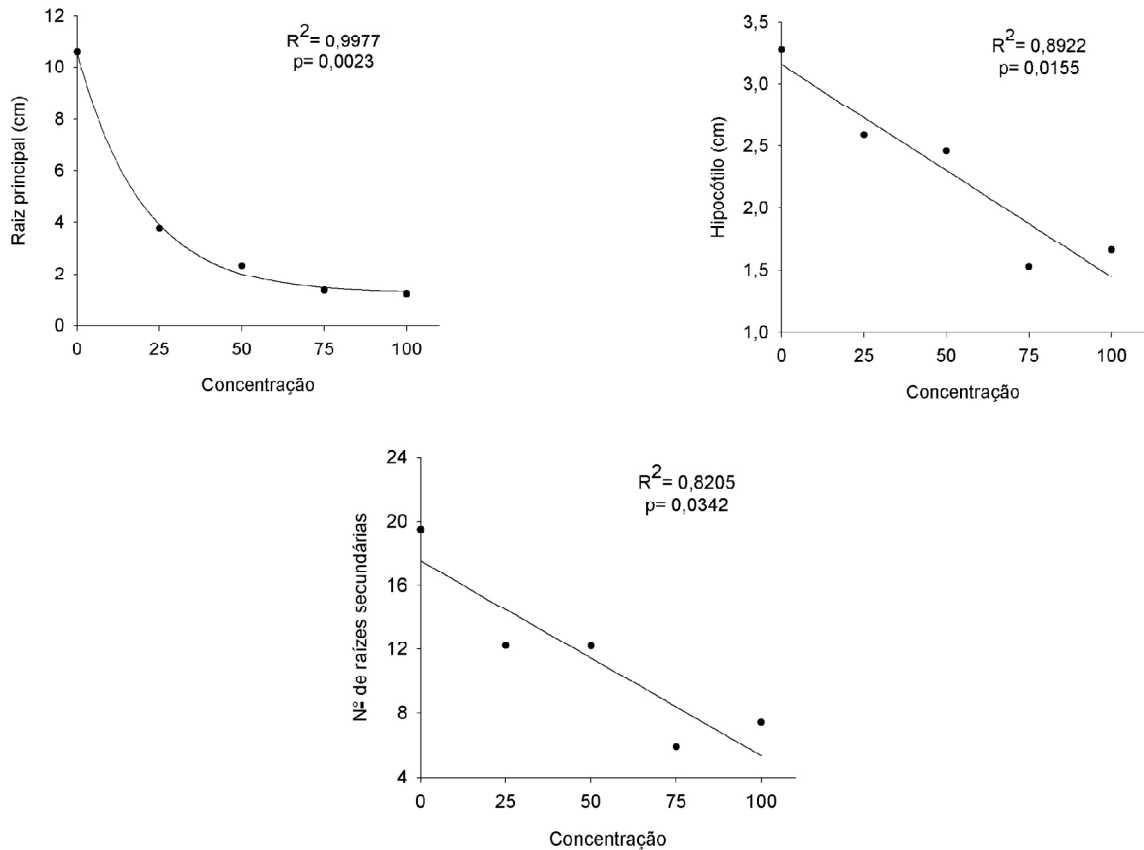 R²= 0,9977
p= 0,0023
Raiz principal (cm)
12
10
8
6
4
2
0
0 25 50 75 100
Concentração
R²= 0,8922
p= 0,0155
Hipocótilo (cm)
3,5
3,0
2,5
2,0
1,5
1,0
0 25 50 75 100
Concentração
R²= 0,8205
p= 0,0342
Nº de raízes secundárias
24
20
16
12
8
4
0 25 50 75 100
Concentração